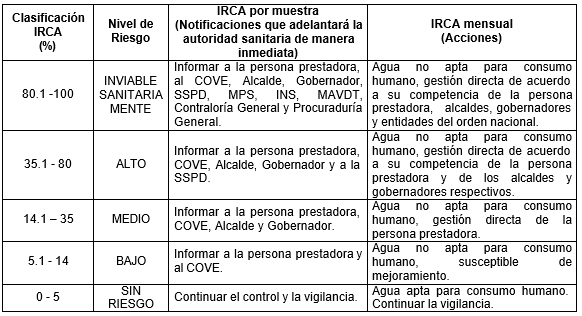 Clasificación IRCA (%)
Nivel de Riesgo
IRCA por muestra
(Notificaciones que adelantará la autoridad sanitaria de manera inmediata)
IRCA mensual
(Acciones)
80.1 -100
INVIABLE
SANITARIA
MENTE
Informar a la persona prestadora,
al COVE, Alcalde, Gobernador,
SSPD, MPS, INS, MAVDT,
Contraloría General y Procuraduría
General.
Agua no apta para consumo
humano, gestión directa de acuerdo
a su competencia de la persona
prestadora, alcaldes, gobernadores
y entidades del orden nacional.
35.1 - 80
ALTO
Informar a la persona prestadora,
COVE, Alcalde, Gobernador y a la
SSPD.
Agua no apta para consumo
humano, gestión directa de acuerdo
a su competencia de la persona
prestadora y de los alcaldes y
gobernadores respectivos.
14.1 – 35
MEDIO
Informar a la persona prestadora,
COVE, Alcalde y Gobernador.
Agua no apta para consumo
humano, gestión directa de la
persona prestadora.
5.1 - 14
BAJO
Informar a la persona prestadora y
al COVE.
Agua no apta para consumo
humano, susceptible de
mejoramiento.
0 - 5
SIN
RIESGO
Continuar el control y la vigilancia.
Agua apta para consumo humano.
Continuar la vigilancia.